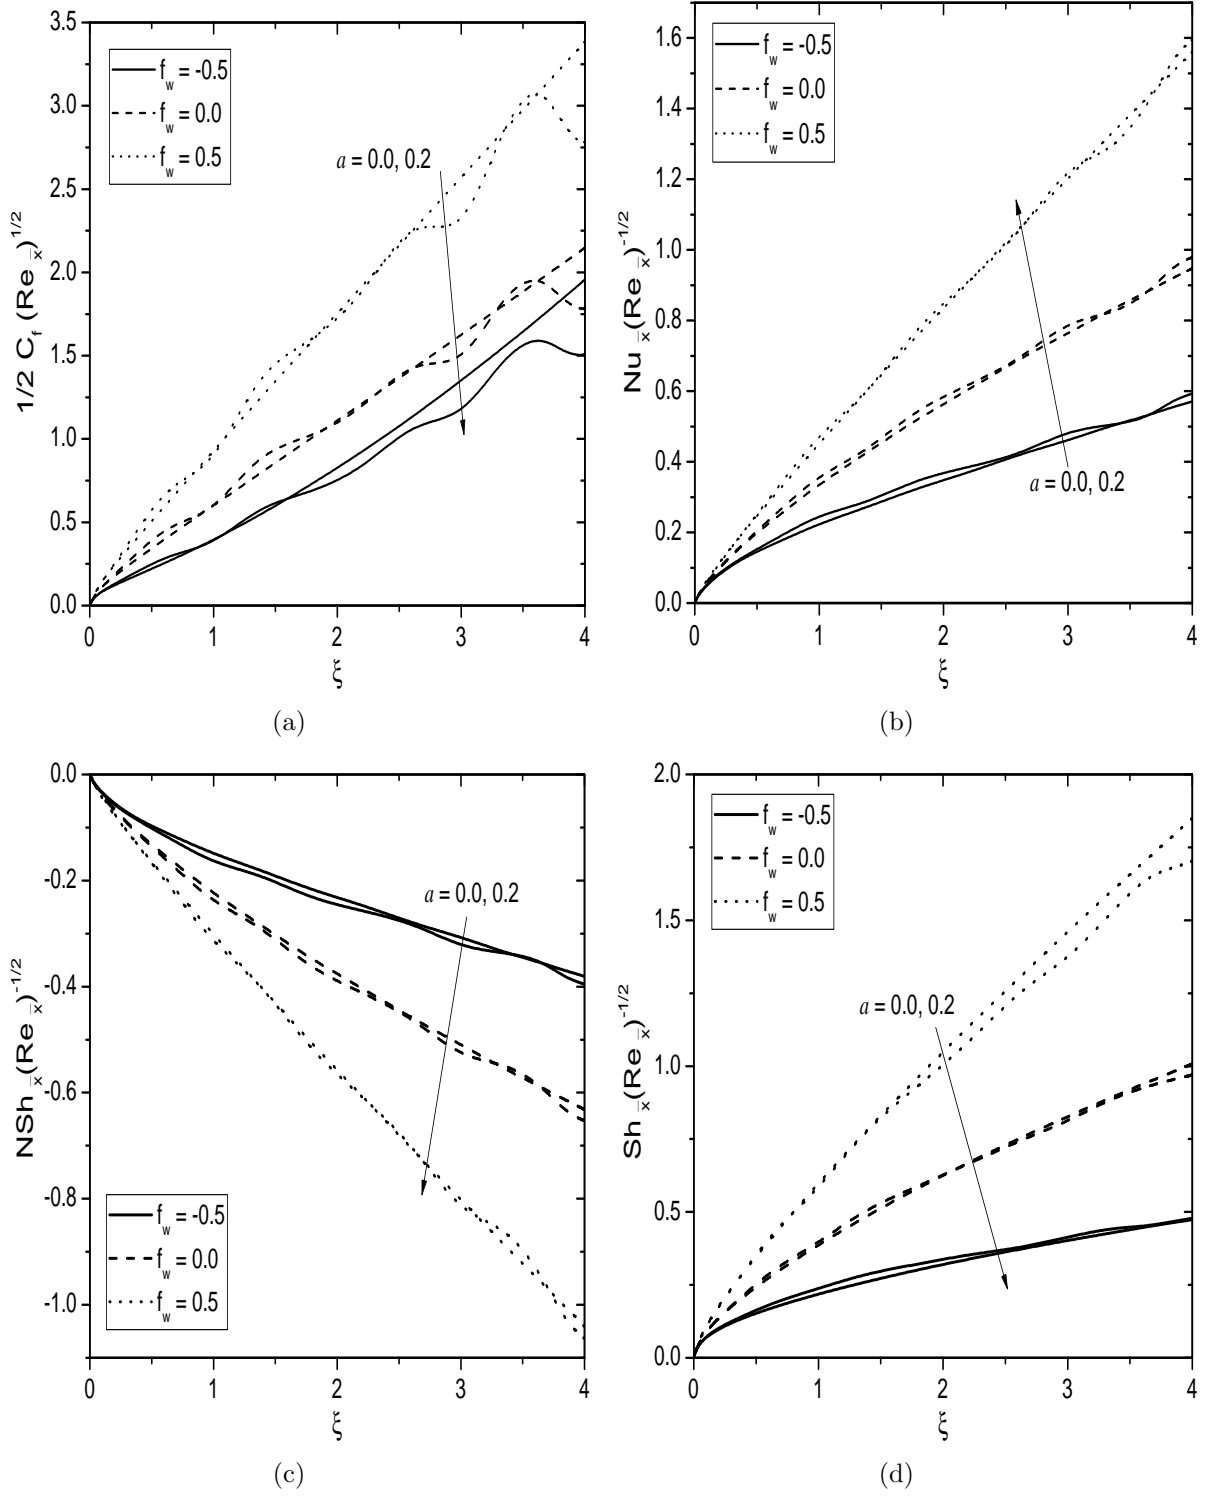 3.5
3.0
2.5
2.0
1.5
1.0
0.5
0.0
0 1 2 3 4
1/2 C_f (Re_x̄)^1/2
ξ
f_w = -0.5
f_w = 0.0
f_w = 0.5
a = 0.0, 0.2
(a)
1.6
1.4
1.2
1.0
0.8
0.6
0.4
0.2
0.0
0 1 2 3 4
Nu_x̄(Re_x̄)^-1/2
ξ
f_w = -0.5
f_w = 0.0
f_w = 0.5
a = 0.0, 0.2
(b)
0.0
-0.2
-0.4
-0.6
-0.8
-1.0
0 1 2 3 4
NSh_x̄(Re_x̄)^-1/2
ξ
a = 0.0, 0.2
f_w = -0.5
f_w = 0.0
f_w = 0.5
(c)
2.0
1.5
1.0
0.5
0.0
0 1 2 3 4
Sh_x̄(Re_x̄)^-1/2
ξ
f_w = -0.5
f_w = 0.0
f_w = 0.5
a = 0.0, 0.2
(d)